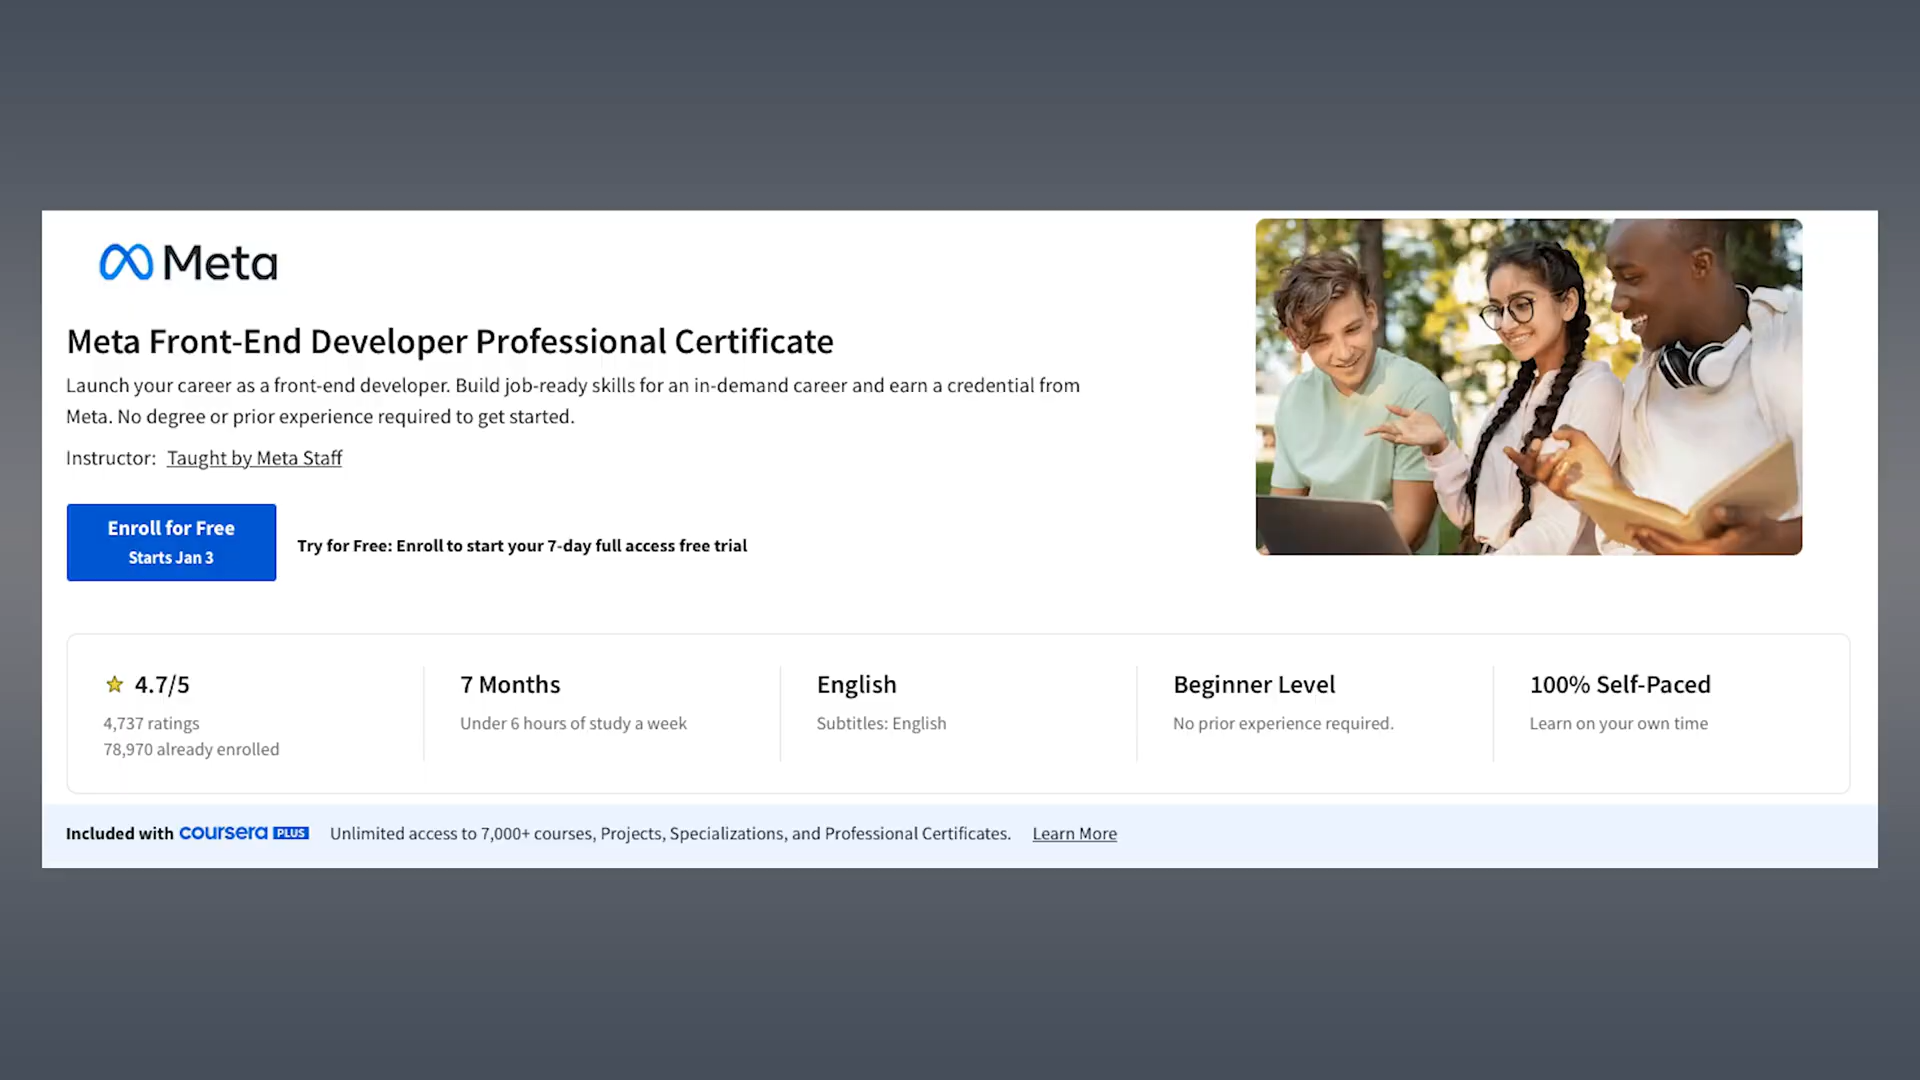 Meta
Meta Front-End Developer Professional Certificate
Launch your career as a front-end developer. Build job-ready skills for an in-demand career and earn a credential from
Meta. No degree or prior experience required to get started.
Instructor: Taught by Meta Staff
Enroll for Free
Starts Jan 3
Try for Free: Enroll to start your 7-day full access free trial
4.7/5
4,737 ratings
78,970 already enrolled
7 Months
Under 6 hours of study a week
English
Subtitles: English
Beginner Level
No prior experience required.
100% Self-Paced
Learn on your own time
Included with coursera PLUS Unlimited access to 7,000+ courses, Projects, Specializations, and Professional Certificates. Learn More